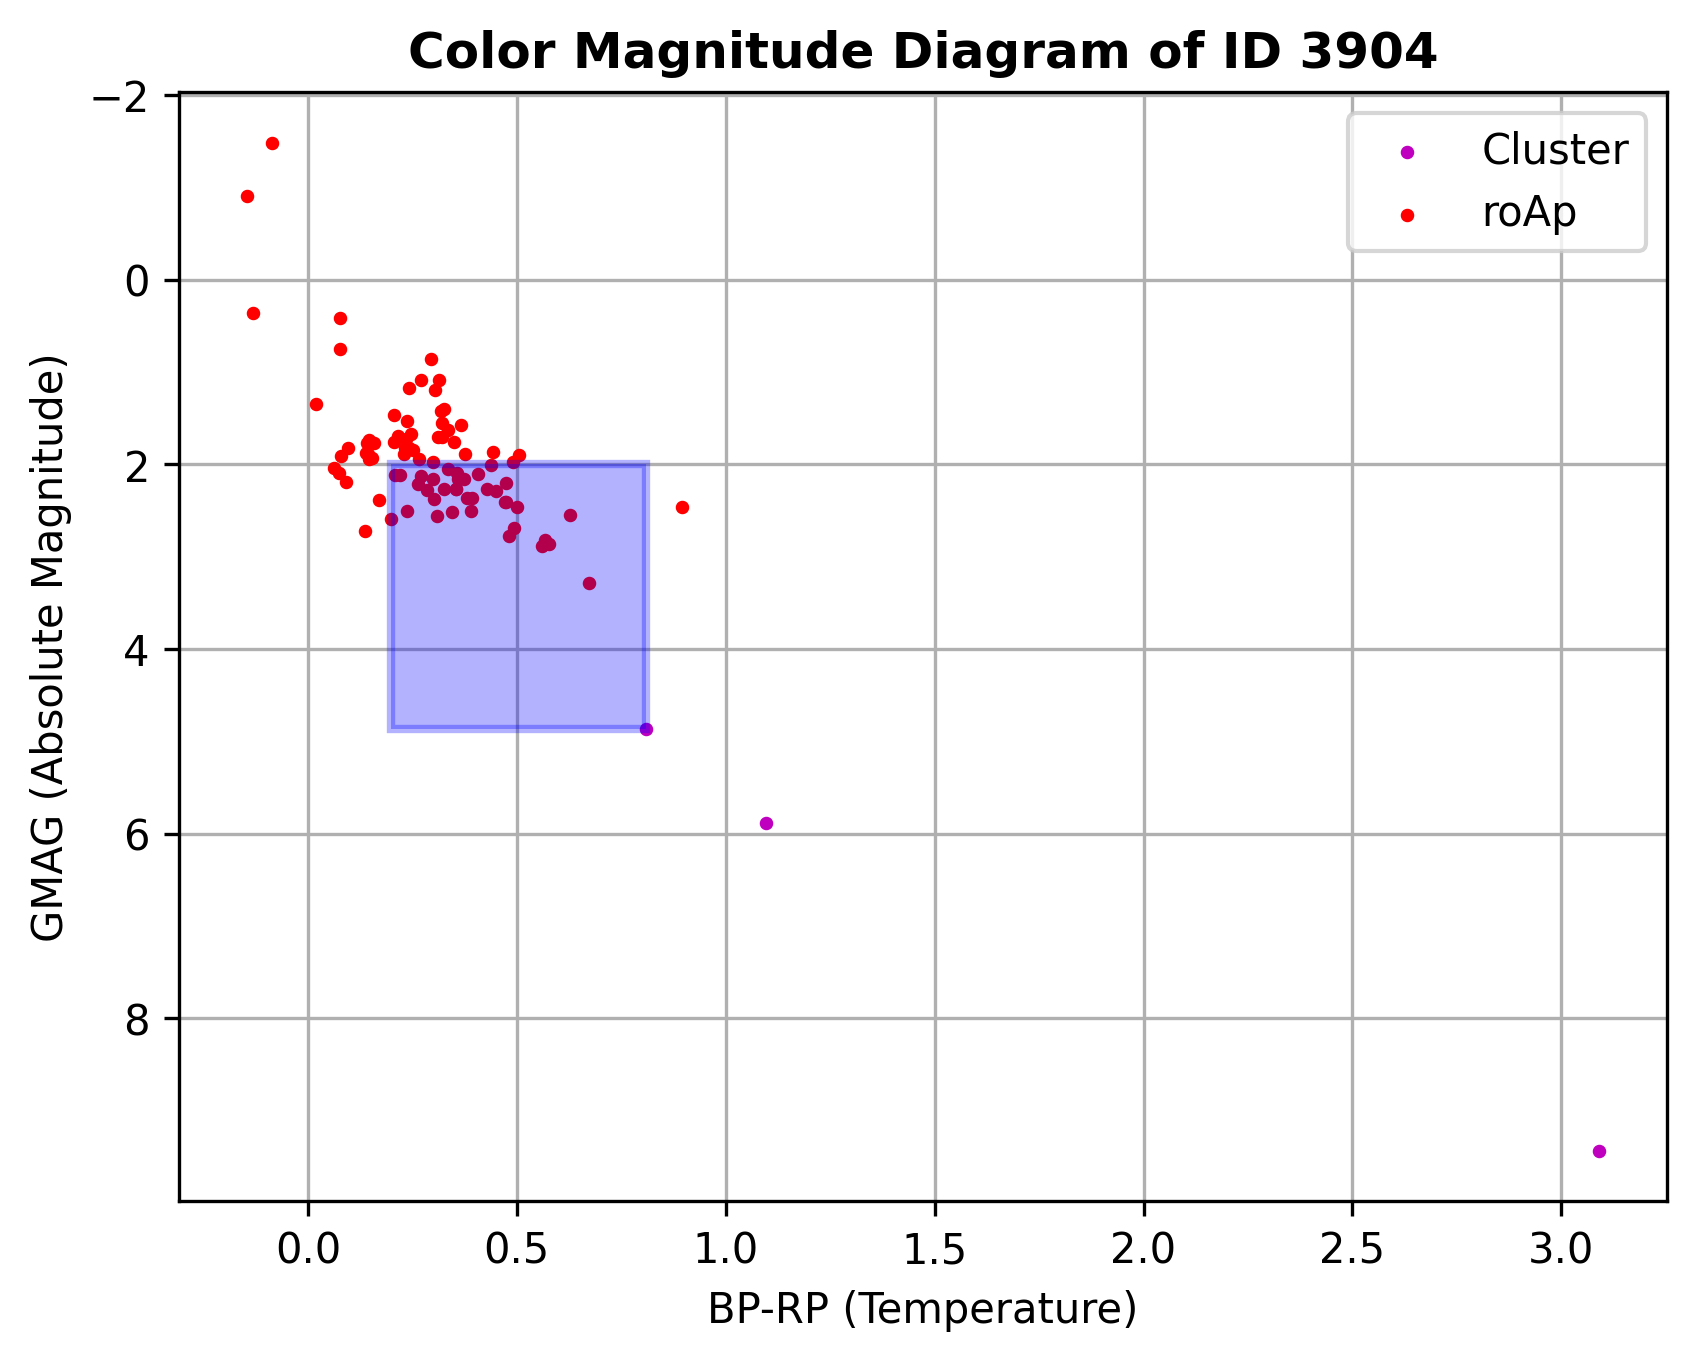 Color Magnitude Diagram of ID 3904
Cluster
roAp
−2
0
2
4
6
8
GMAG (Absolute Magnitude)
0.0 0.5 1.0 1.5 2.0 2.5 3.0
BP-RP (Temperature)